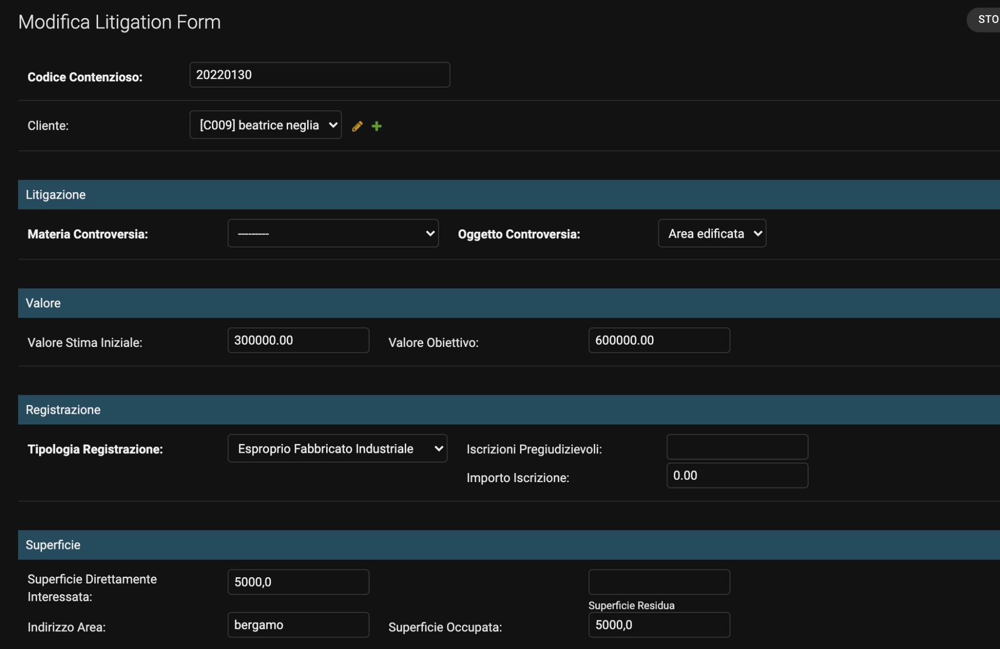 Modifica Litigation Form
STO
Codice Contenzioso: 20220130
Cliente: [C009] beatrice neglia
Litigazione
Materia Controversia: --------- Oggetto Controversia: Area edificata
Valore
Valore Stima Iniziale: 300000.00 Valore Obiettivo: 600000.00
Registrazione
Tipologia Registrazione: Esproprio Fabbricato Industriale Iscrizioni Pregiudizievoli:
Importo Iscrizione: 0.00
Superficie
Superficie Direttamente
Interessata: 5000,0
Superficie Residua
Indirizzo Area: bergamo Superficie Occupata: 5000,0